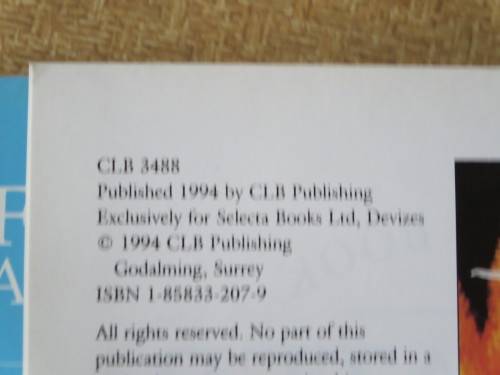 CLB 3488
Published 1994 by CLB Publishing
Exclusively for Selecta Books Ltd, Devizes
© 1994 CLB Publishing
Godalming, Surrey
ISBN 1-85833-207-9
All rights reserved. No part of this
publication may be reproduced, stored in a
F
A